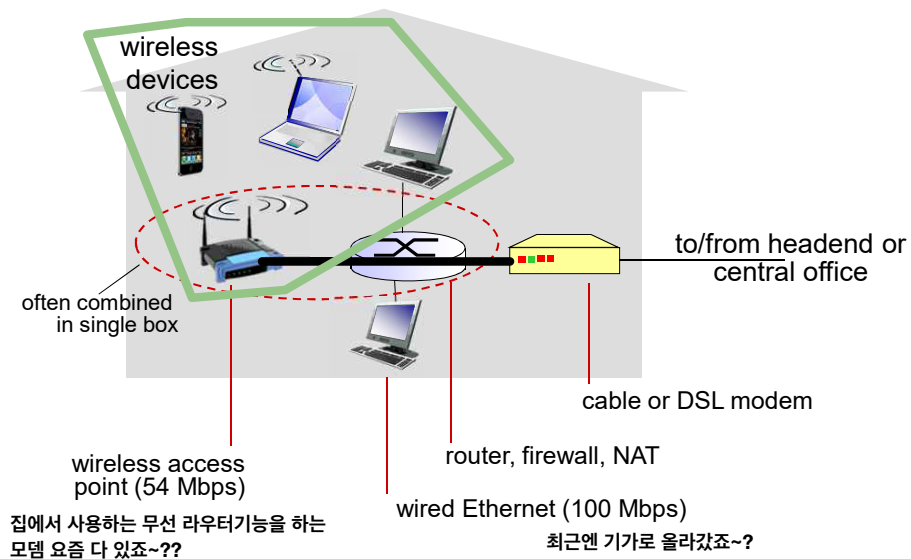 wireless
devices
to/from headend or
central office
often combined
in single box
cable or DSL modem
router, firewall, NAT
wireless access
point (54 Mbps)
wired Ethernet (100 Mbps)
집에서 사용하는 무선 라우터기능을 하는
모뎀 요즘 다 있죠~??
최근엔 기가로 올라갔죠~?